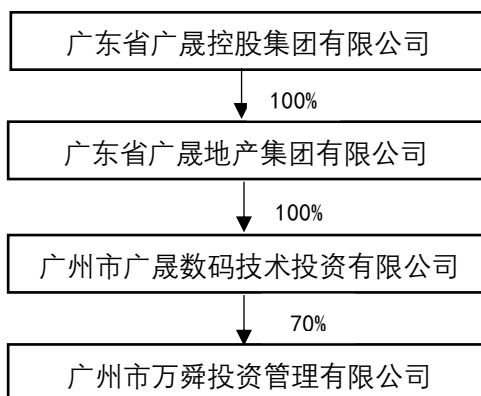 广东省广晟控股集团有限公司
100%
广东省广晟地产集团有限公司
100%
广州市广晟数码技术投资有限公司
70%
广州市万舜投资管理有限公司